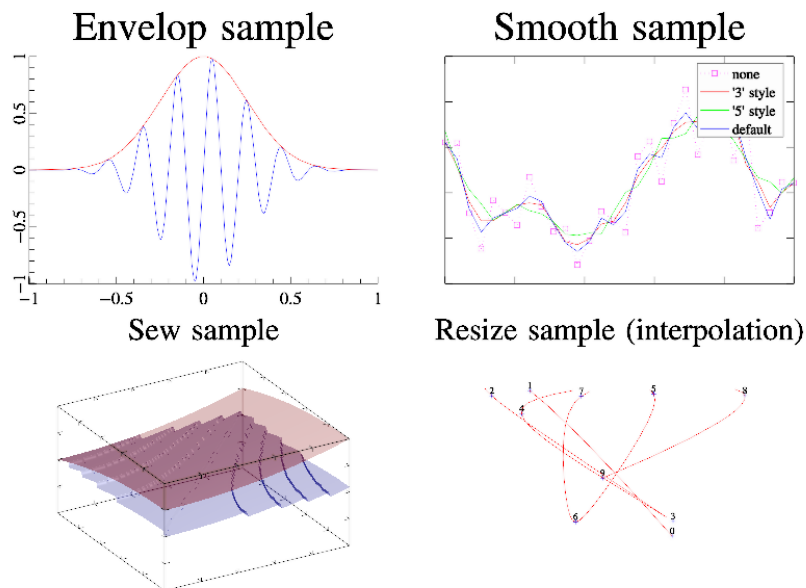 Envelop sample
Smooth sample
1
0.5
0
−0.5
−1
−1
−0.5
0
0.5
1
none
'3' style
'5' style
default
Sew sample
Resize sample (interpolation)
2
1
7
5
8
4
9
6
3
0